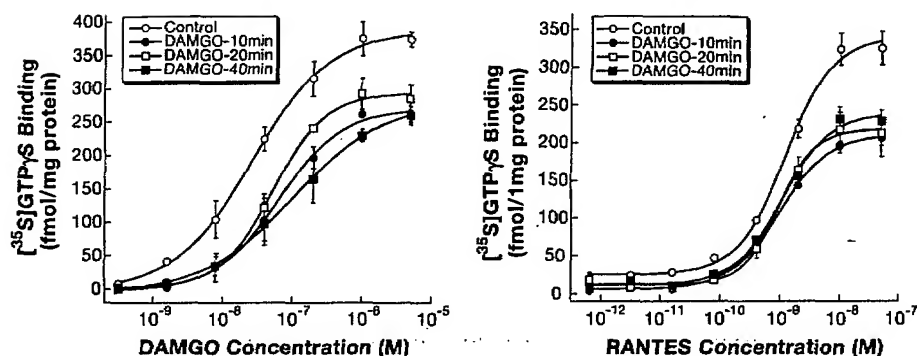 [³⁵S]GTPγS Binding
(fmol/mg protein)
400
350
300
250
200
150
100
50
0
Control
DAMGO-10min
DAMGO-20min
DAMGO-40min
10⁻⁹
10⁻⁸
10⁻⁷
10⁻⁶
10⁻⁵
DAMGO Concentration (M)
[³⁵S]GTPγS Binding
(fmol/1mg protein)
400
350
300
250
200
150
100
50
0
Control
DAMGO-10min
DAMGO-20min
DAMGO-40min
10⁻¹²
10⁻¹¹
10⁻¹⁰
10⁻⁹
10⁻⁸
10⁻⁷
RANTES Concentration (M)